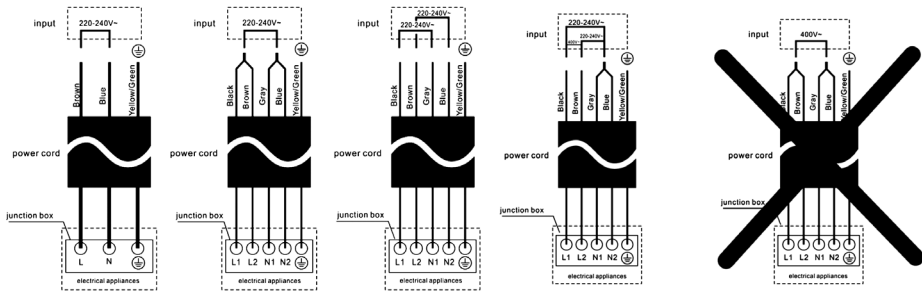 input
220-240V~
Brown
Blue
Yellow/Green
power cord
junction box
L
N
electrical appliances
input
220-240V~
Black
Brown
Gray
Blue
Yellow/Green
power cord
junction box
L1
L2
N1
N2
electrical appliances
input
220-240V~
220-240V~
Black
Brown
Gray
Blue
Yellow/Green
power cord
junction box
L1
L2
N1
N2
electrical appliances
input
220-240V~
220-240V~
400V~
Black
Brown
Gray
Blue
Yellow/Green
power cord
junction box
L1
L2
N1
N2
electrical appliances
input
400V~
Black
Brown
Gray
Blue
Yellow/Green
power cord
junction box
L1
L2
N1
N2
electrical appliances